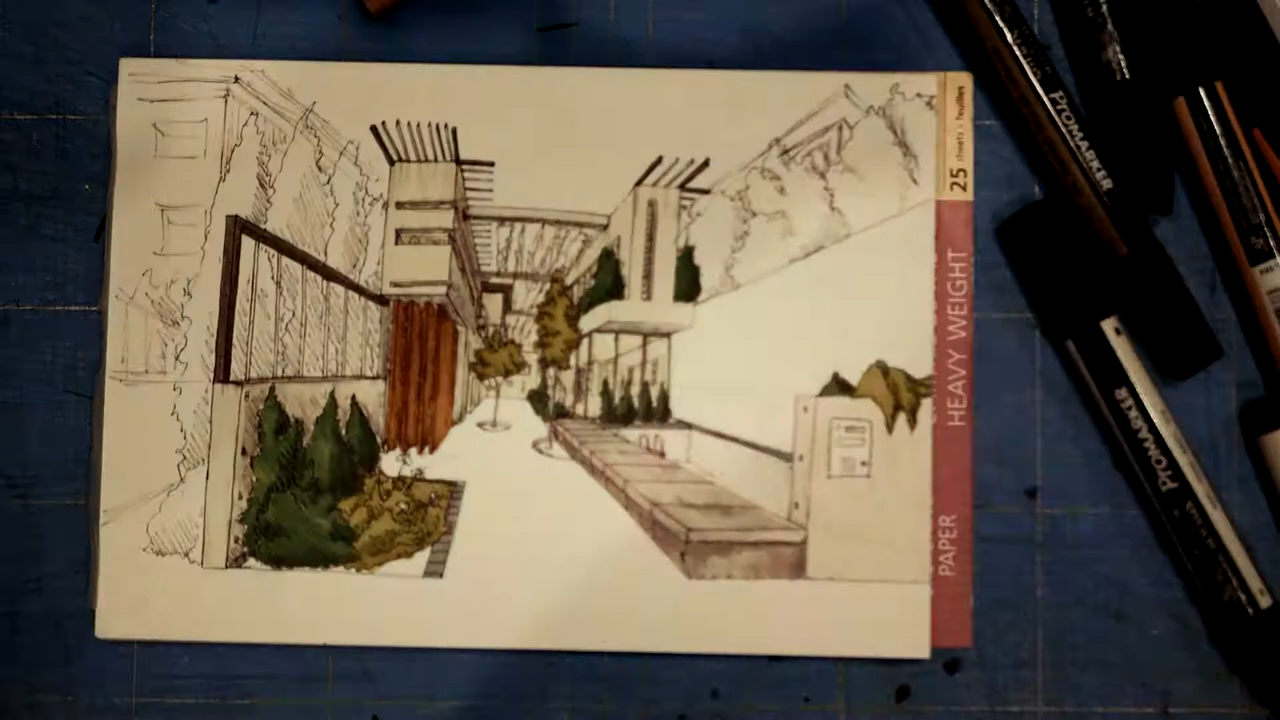 25 sheets - feuilles
HEAVY WEIGHT
PAPER
PROMARKER
PROMARKER